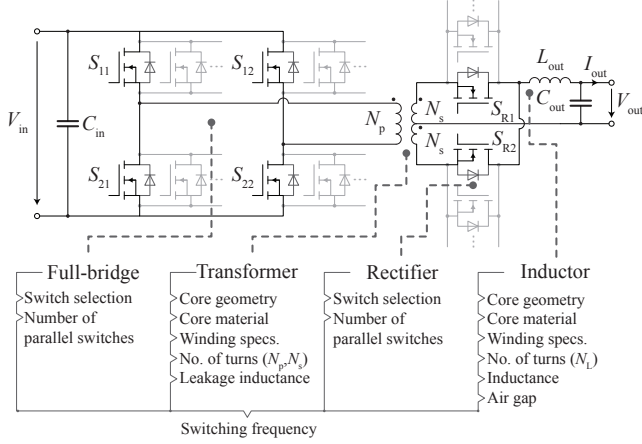 S11
S12
Lout
Iout
Vin
Cin
Np
Ns
Ns
SR1
SR2
Cout
Vout
S21
S22
Full-bridge
Switch selection
Number of
parallel switches
Transformer
Core geometry
Core material
Winding specs.
No. of turns (Np,Ns)
Leakage inductance
Rectifier
Switch selection
Number of
parallel switches
Inductor
Core geometry
Core material
Winding specs.
No. of turns (NL)
Inductance
Air gap
Switching frequency